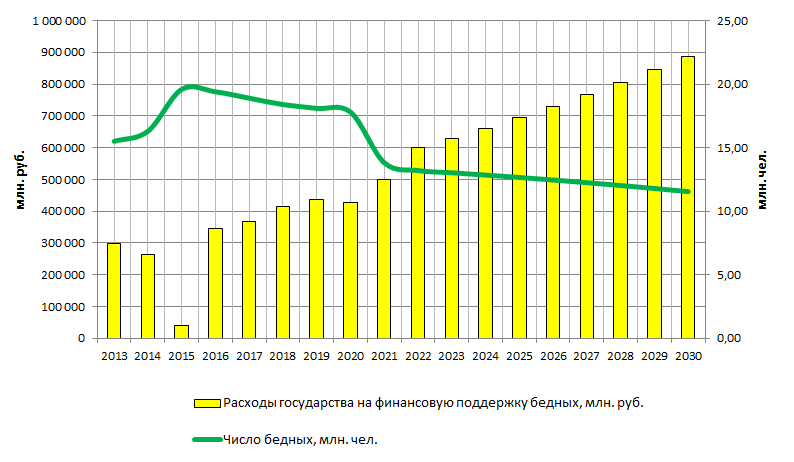 1 000 000
900 000
800 000
700 000
600 000
500 000
400 000
300 000
200 000
100 000
0
млн. руб.
25,00
20,00
15,00
10,00
5,00
0,00
млн. чел.
2013 2014 2015 2016 2017 2018 2019 2020 2021 2022 2023 2024 2025 2026 2027 2028 2029 2030
Расходы государства на финансовую поддержку бедных, млн. руб.
Число бедных, млн. чел.